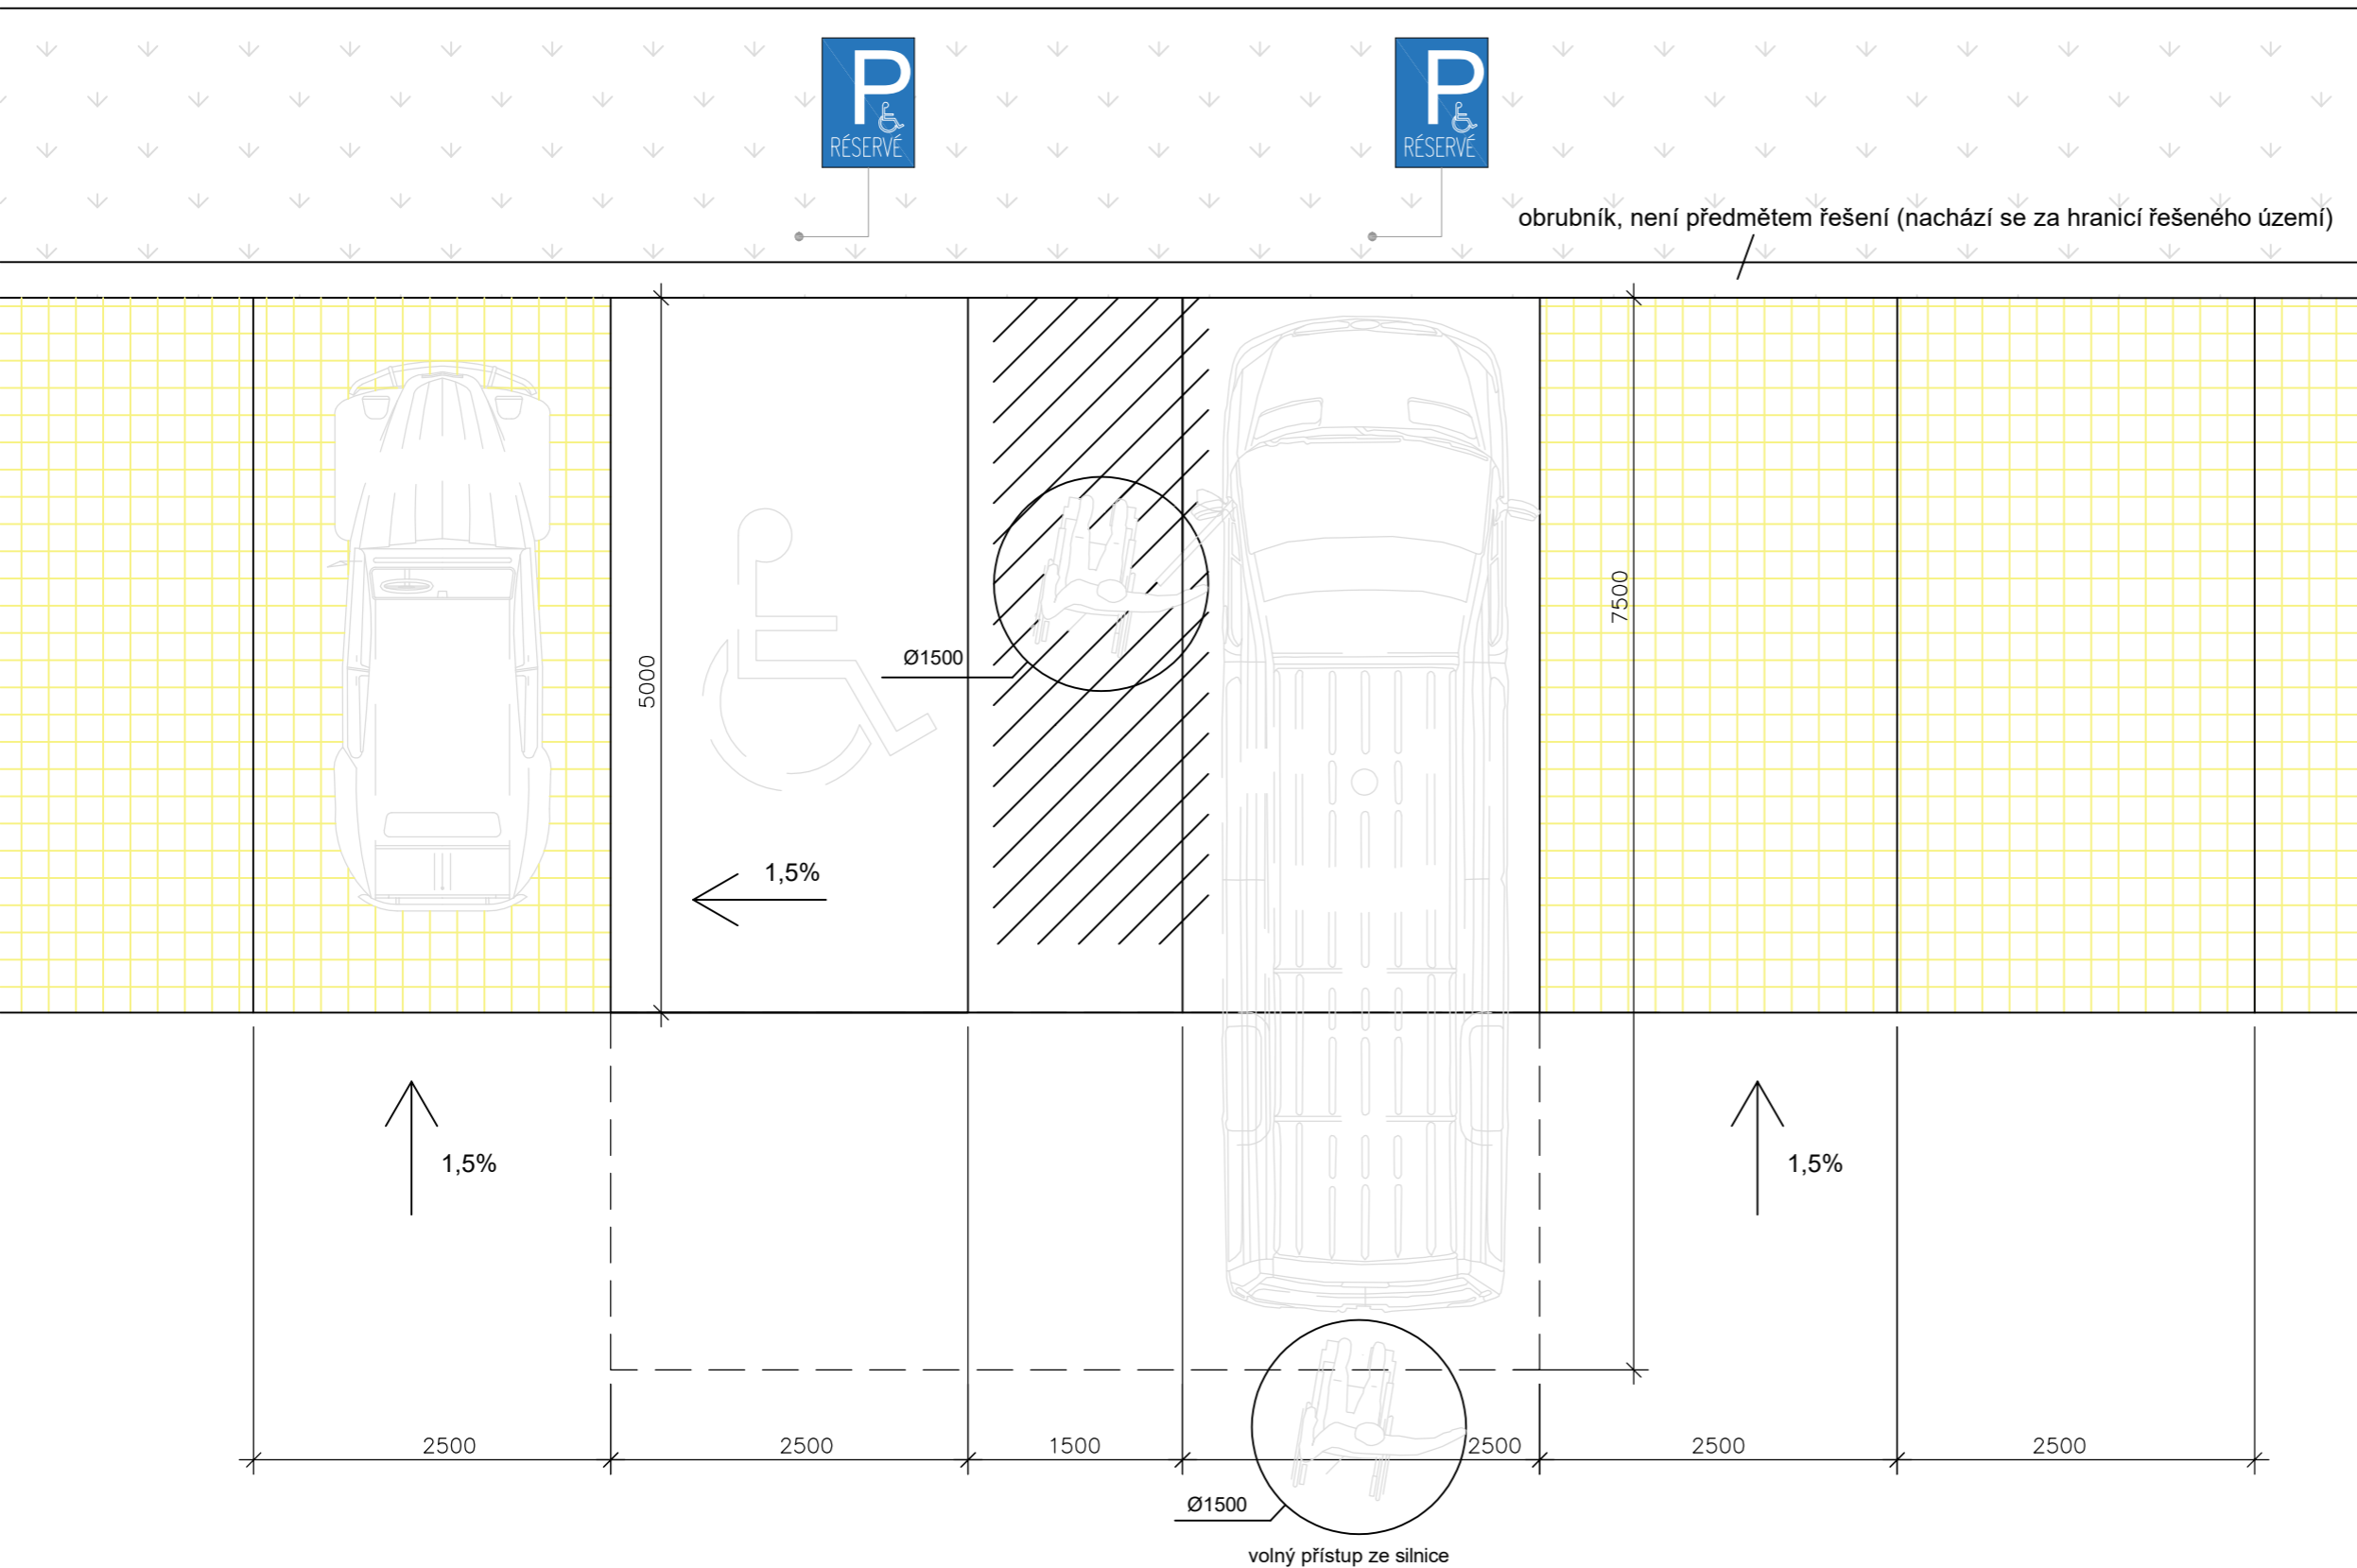 P
RÉSERVÉ
P
RÉSERVÉ
obrubník, není předmětem řešení (nachází se za hranicí řešeného území)
7500
5000
Ø1500
1,5%
1,5%
1,5%
2500
2500
1500
2500
2500
2500
Ø1500
volný přístup ze silnice